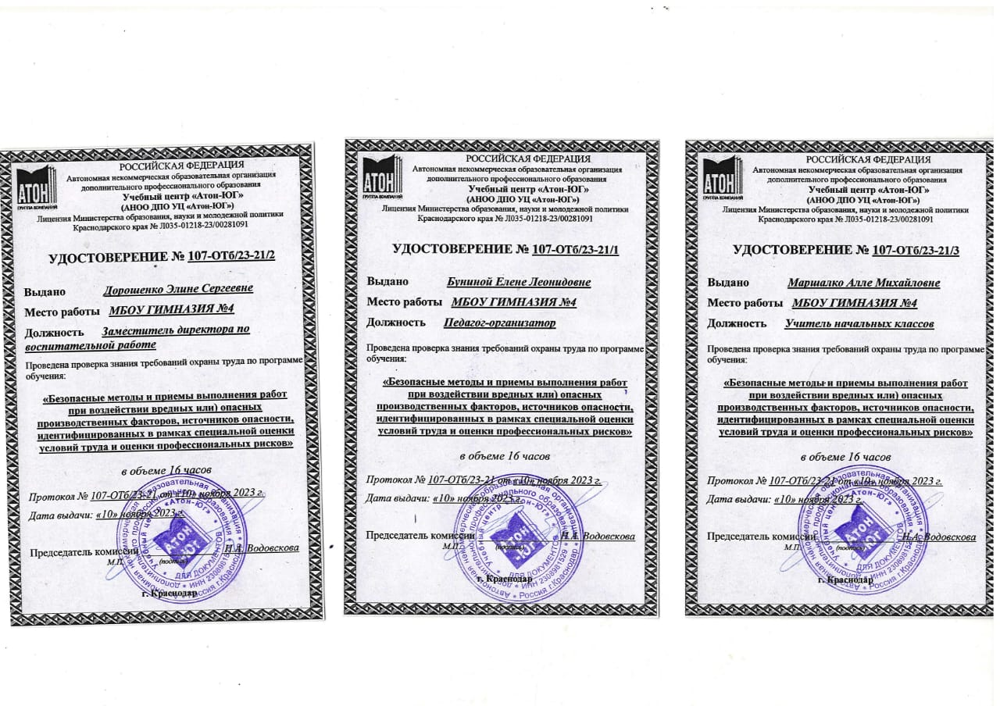 АТОН
ГРУППА КОМПАНИЙ
РОССИЙСКАЯ ФЕДЕРАЦИЯ
Автономная некоммерческая образовательная организация
дополнительного профессионального образования
Учебный центр «Атон-ЮГ»
(АНОО ДПО УЦ «Атон-ЮГ»)
Лицензия Министерства образования, науки и молодежной политики
Краснодарского края № Л035-01218-23/00281091
УДОСТОВЕРЕНИЕ № 107-ОТб/23-21/2
Выдано Дорошенко Элине Сергеевне
Место работы МБОУ ГИМНАЗИЯ №4
Должность Заместитель директора по
воспитательной работе
Проведена проверка знания требований охраны труда по программе
обучения:
«Безопасные методы и приемы выполнения работ
при воздействии вредных или) опасных
производственных факторов, источников опасности,
идентифицированных в рамках специальной оценки
условий труда и оценки профессиональных рисков»
в объеме 16 часов
Протокол № 107-ОТб/23-21 от «10» ноября 2023 г.
Дата выдачи: «10» ноября 2023 г.
Председатель комиссии Н.А. Водовскова
М.П. (подпись)
г. Краснодар
АТОН
ГРУППА КОМПАНИЙ
РОССИЙСКАЯ ФЕДЕРАЦИЯ
Автономная некоммерческая образовательная организация
дополнительного профессионального образования
Учебный центр «Атон-ЮГ»
(АНОО ДПО УЦ «Атон-ЮГ»)
Лицензия Министерства образования, науки и молодежной политики
Краснодарского края № Л035-01218-23/00281091
УДОСТОВЕРЕНИЕ № 107-ОТб/23-21/1
Выдано Буниной Елене Леонидовне
Место работы МБОУ ГИМНАЗИЯ №4
Должность Педагог-организатор
Проведена проверка знания требований охраны труда по программе
обучения:
«Безопасные методы и приемы выполнения работ
при воздействии вредных или) опасных
производственных факторов, источников опасности,
идентифицированных в рамках специальной оценки
условий труда и оценки профессиональных рисков»
в объеме 16 часов
Протокол № 107-ОТб/23-21 от «10» ноября 2023 г.
Дата выдачи: «10» ноября 2023 г.
Председатель комиссии Н.А. Водовскова
М.П. (подпись)
г. Краснодар
АТОН
ГРУППА КОМПАНИЙ
РОССИЙСКАЯ ФЕДЕРАЦИЯ
Автономная некоммерческая образовательная организация
дополнительного профессионального образования
Учебный центр «Атон-ЮГ»
(АНОО ДПО УЦ «Атон-ЮГ»)
Лицензия Министерства образования, науки и молодежной политики
Краснодарского края № Л035-01218-23/00281091
УДОСТОВЕРЕНИЕ № 107-ОТб/23-21/3
Выдано Маршалко Алле Михайловне
Место работы МБОУ ГИМНАЗИЯ №4
Должность Учитель начальных классов
Проведена проверка знания требований охраны труда по программе
обучения:
«Безопасные методы и приемы выполнения работ
при воздействии вредных или) опасных
производственных факторов, источников опасности,
идентифицированных в рамках специальной оценки
условий труда и оценки профессиональных рисков»
в объеме 16 часов
Протокол № 107-ОТб/23-21 от «10» ноября 2023 г.
Дата выдачи: «10» ноября 2023 г.
Председатель комиссии Н.А. Водовскова
М.П. (подпись)
г. Краснодар